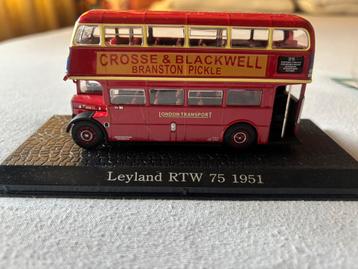 CROSSE & BLACKWELL
BRANSTON PICKLE
LONDON TRANSPORT
Leyland RTW 75 1951